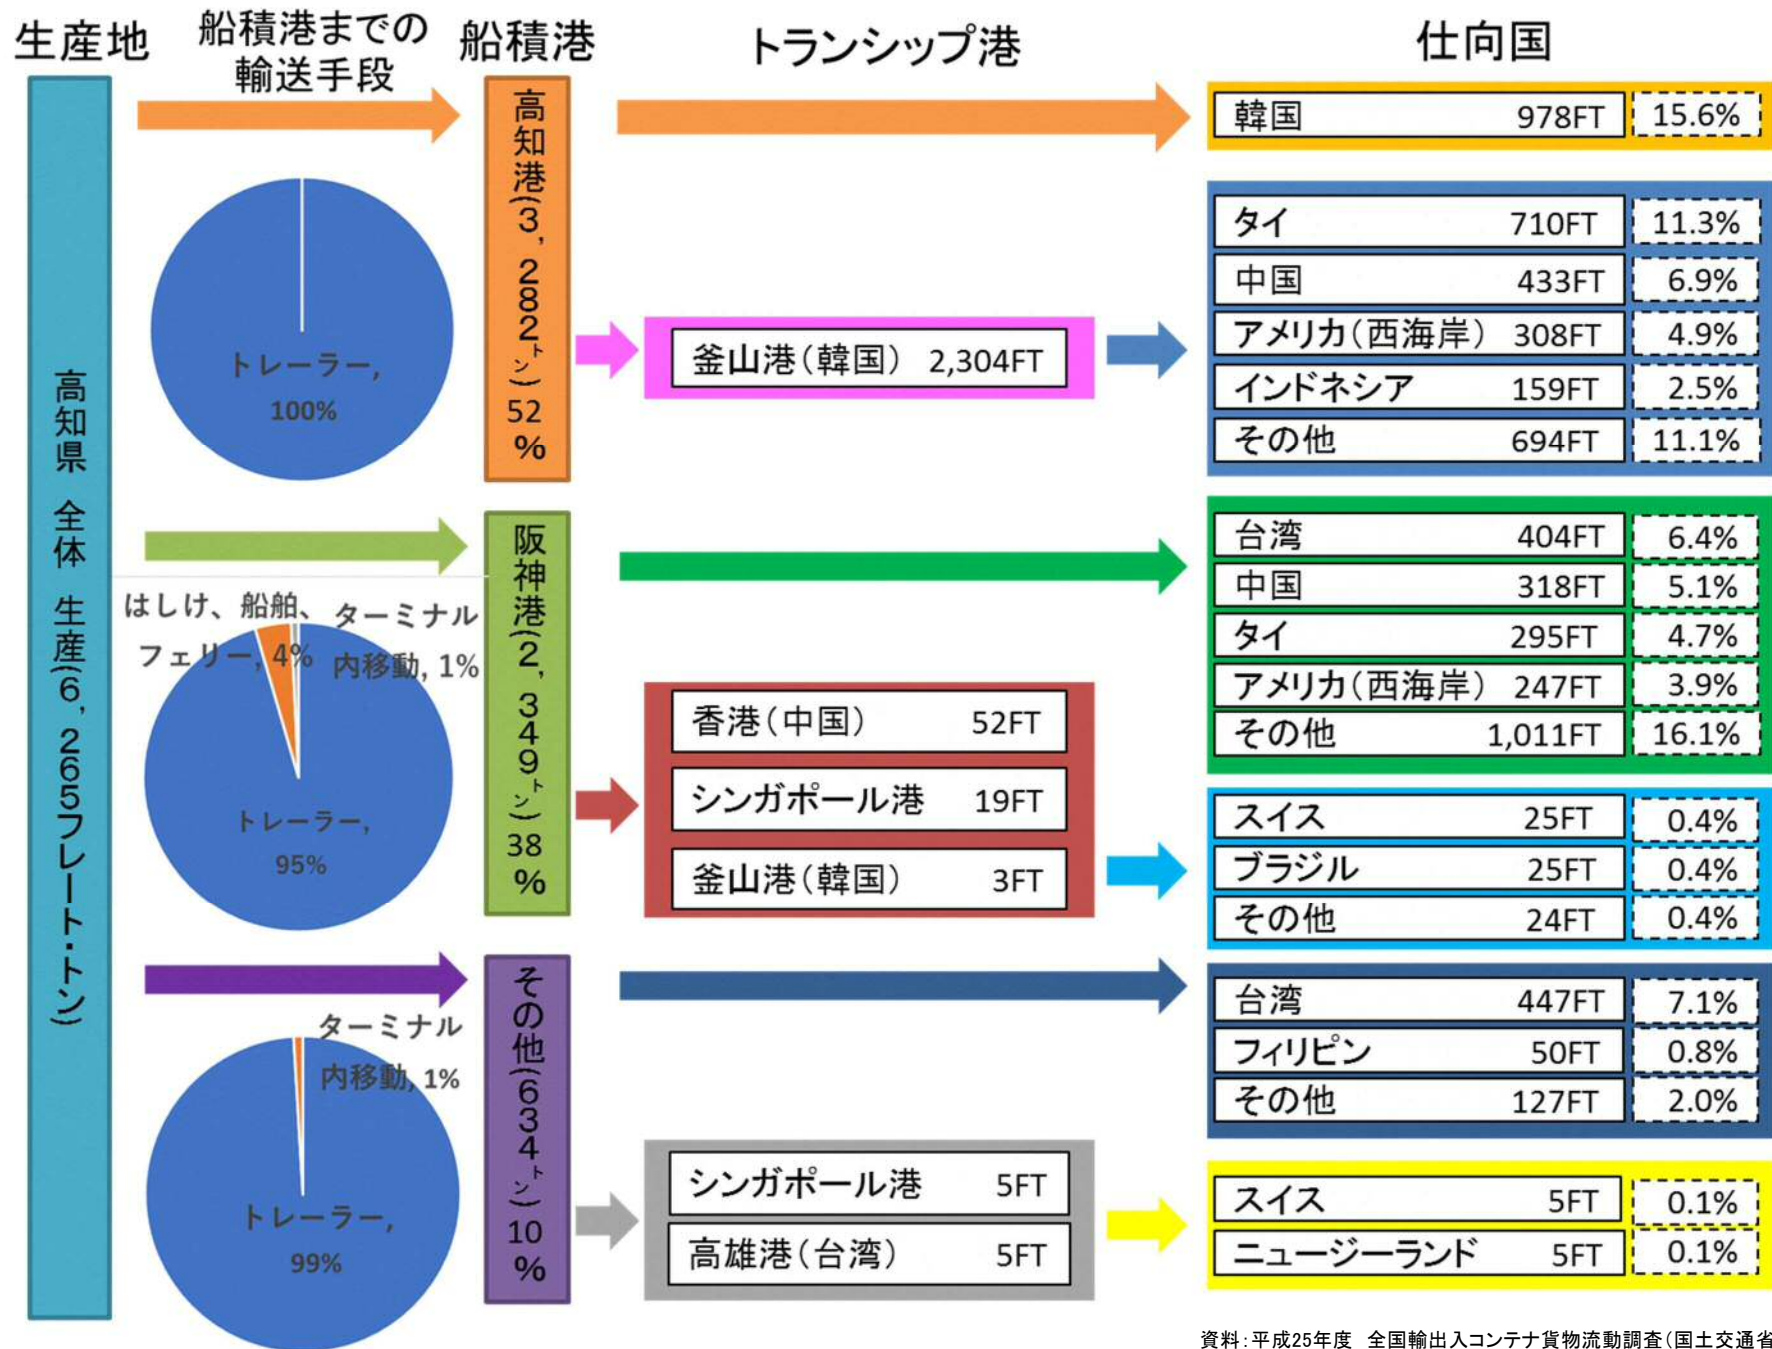 生産地
船積港までの
輸送手段
船積港
トランシップ港
仕向国
高知県 全体 生産(6,265フレート・トン)
トレーラー,
100%
高知港(3,282トン)52%
韓国 978FT 15.6%
釜山港(韓国) 2,304FT
タイ 710FT 11.3%
中国 433FT 6.9%
アメリカ(西海岸) 308FT 4.9%
インドネシア 159FT 2.5%
その他 694FT 11.1%
はしけ、船舶、
フェリー, 4%
ターミナル
内移動, 1%
トレーラー,
95%
阪神港(2,349トン)38%
台湾 404FT 6.4%
中国 318FT 5.1%
タイ 295FT 4.7%
アメリカ(西海岸) 247FT 3.9%
その他 1,011FT 16.1%
香港(中国) 52FT
シンガポール港 19FT
釜山港(韓国) 3FT
スイス 25FT 0.4%
ブラジル 25FT 0.4%
その他 24FT 0.4%
ターミナル
内移動, 1%
トレーラー,
99%
その他(634トン)10%
台湾 447FT 7.1%
フィリピン 50FT 0.8%
その他 127FT 2.0%
シンガポール港 5FT
高雄港(台湾) 5FT
スイス 5FT 0.1%
ニュージーランド 5FT 0.1%
資料:平成25年度 全国輸出入コンテナ貨物流動調査(国土交通省